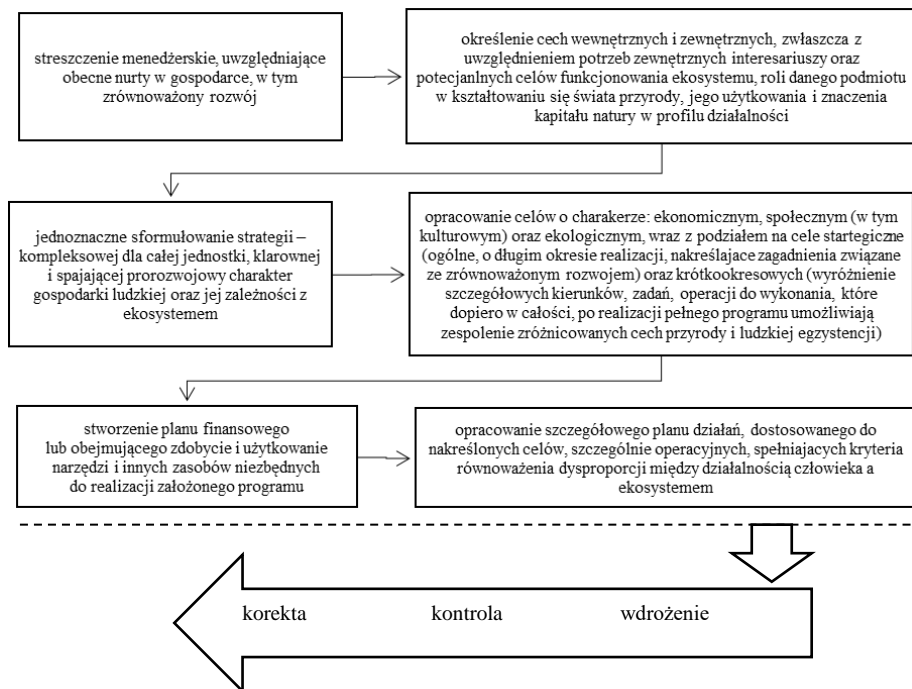 streszczenie menedżerskie, uwzględniające
obecne nurty w gospodarce, w tym
zrównoważony rozwój
określenie cech wewnętrznych i zewnętrznych, zwłaszcza z
uwzględnieniem potrzeb zewnętrznych interesariuszy oraz
potecjanlnych celów funkcjonowania ekosystemu, roli danego podmiotu
w kształtowaniu się świata przyrody, jego użytkowania i znaczenia
kapitału natury w profilu działalności
jednoznaczne sformułowanie strategii –
kompleksowej dla całej jednostki, klarownej
i spajającej prorozwojowy charakter
gospodarki ludzkiej oraz jej zależności z
ekosystemem
opracowanie celów o charakerze: ekonomicznym, społecznym (w tym
kulturowym) oraz ekologicznym, wraz z podziałem na cele startegiczne
(ogólne, o długim okresie realizacji, nakreślajace zagadnienia związane
ze zrównoważonym rozwojem) oraz krótkookresowych (wyróżnienie
szczegółowych kierunków, zadań, operacji do wykonania, które
dopiero w całości, po realizacji pełnego programu umożliwiają
zespolenie zróżnicowanych cech przyrody i ludzkiej egzystencji)
stworzenie planu finansowego
lub obejmującego zdobycie i użytkowanie
narzędzi i innych zasobów niezbędnych
do realizacji założonego programu
opracowanie szczegółowego planu działań, dostosowanego do
nakreślonych celów, szczególnie operacyjnych, spełniajacych kryteria
równoważenia dysproporcji między działalnością człowieka a
ekosystemem
korekta kontrola wdrożenie